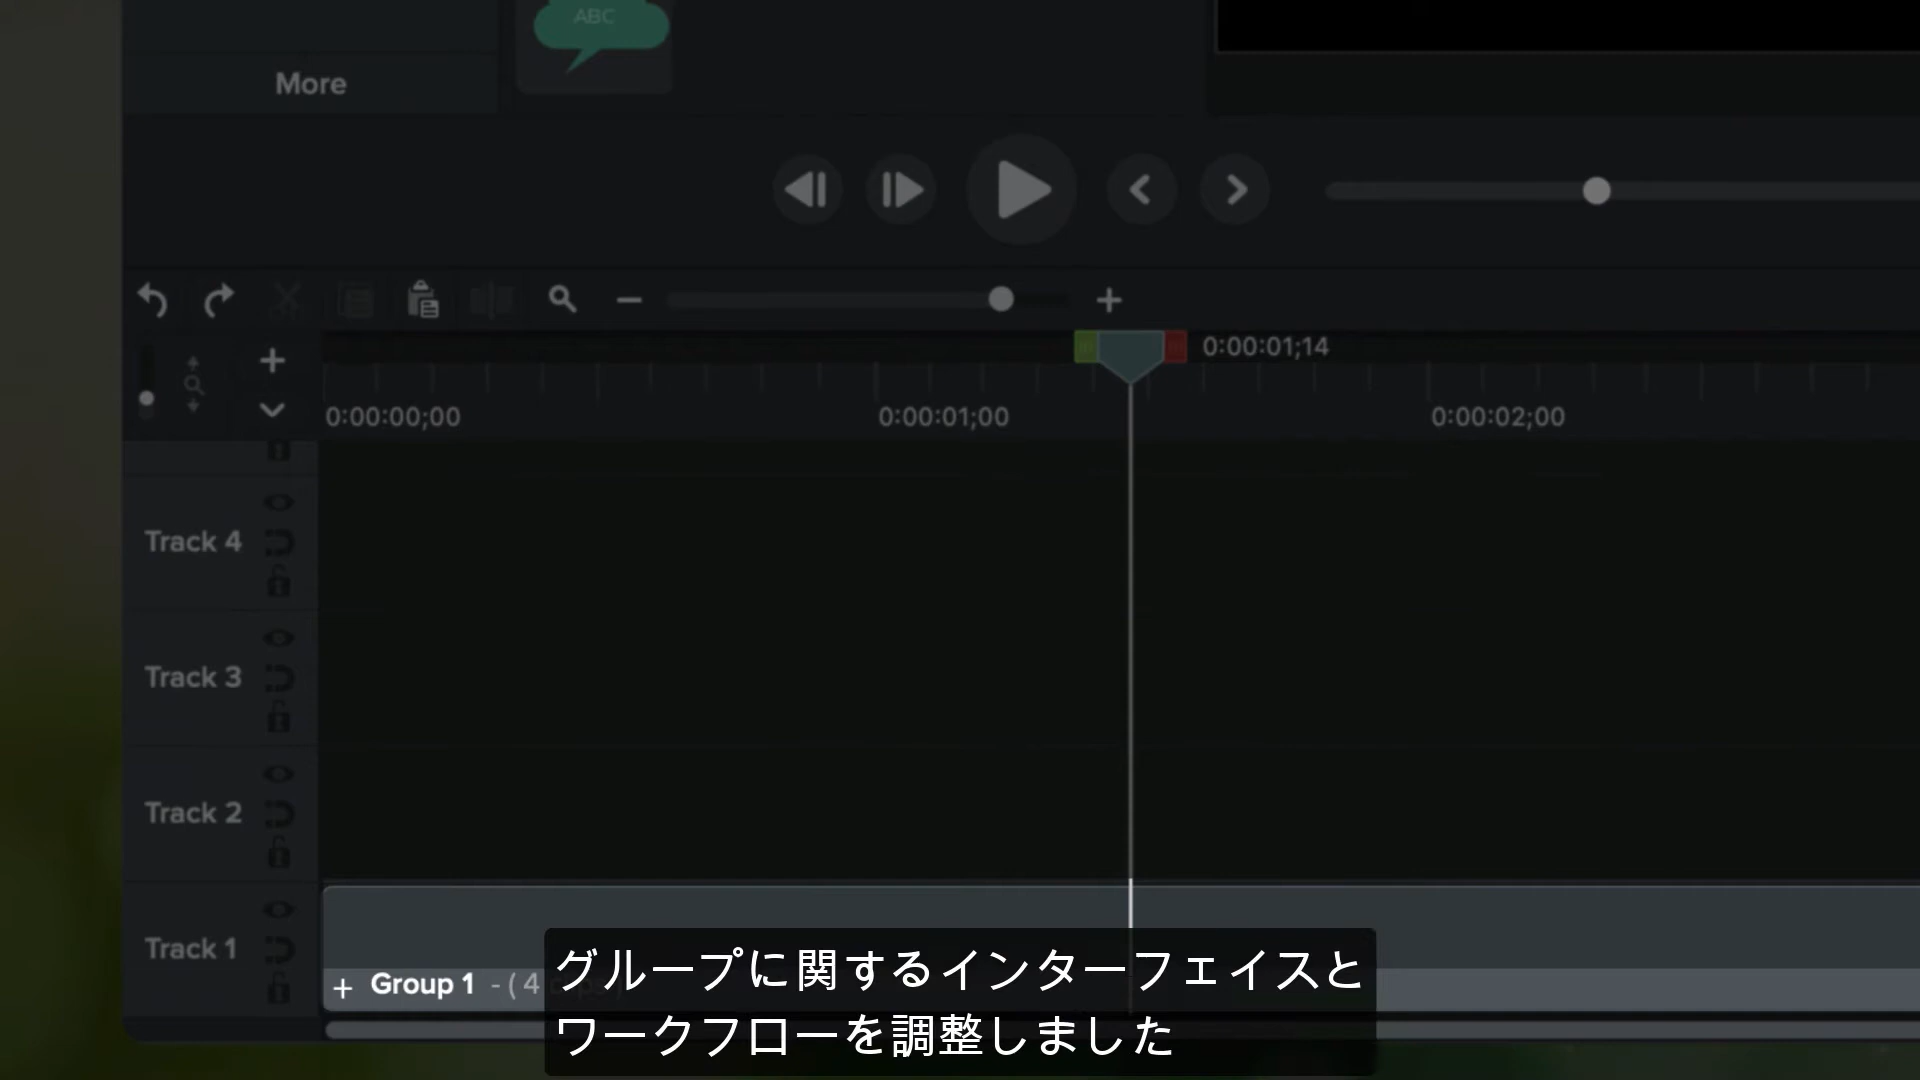 ABC
More
0:00:01;14
0:00:00;00 0:00:01;00 0:00:02;00
Track 4
Track 3
Track 2
Track 1
+ Group 1 - ( 4
グループに関するインターフェイスと
ワークフローを調整しました